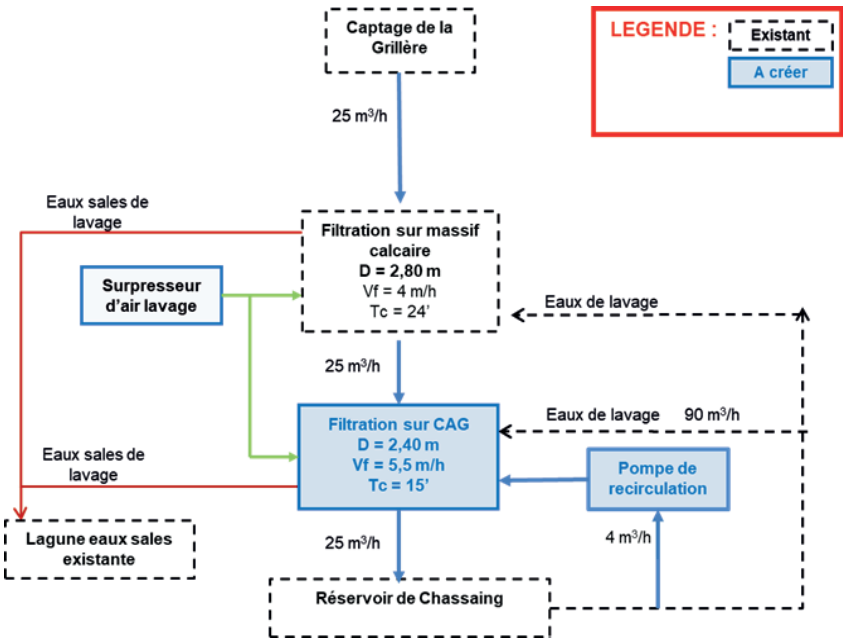 Captage de la
Grillère
LEGENDE :
Existant
A créer
25 m³/h
Eaux sales de
lavage
Filtration sur massif
calcaire
D = 2,80 m
Vf = 4 m/h
Tc = 24'
Surpresseur
d'air lavage
Eaux de lavage
25 m³/h
Filtration sur CAG
D = 2,40 m
Vf = 5,5 m/h
Tc = 15'
Eaux de lavage 90 m³/h
Eaux sales de
lavage
Pompe de
recirculation
Lagune eaux sales
existante
25 m³/h
4 m³/h
Réservoir de Chassaing